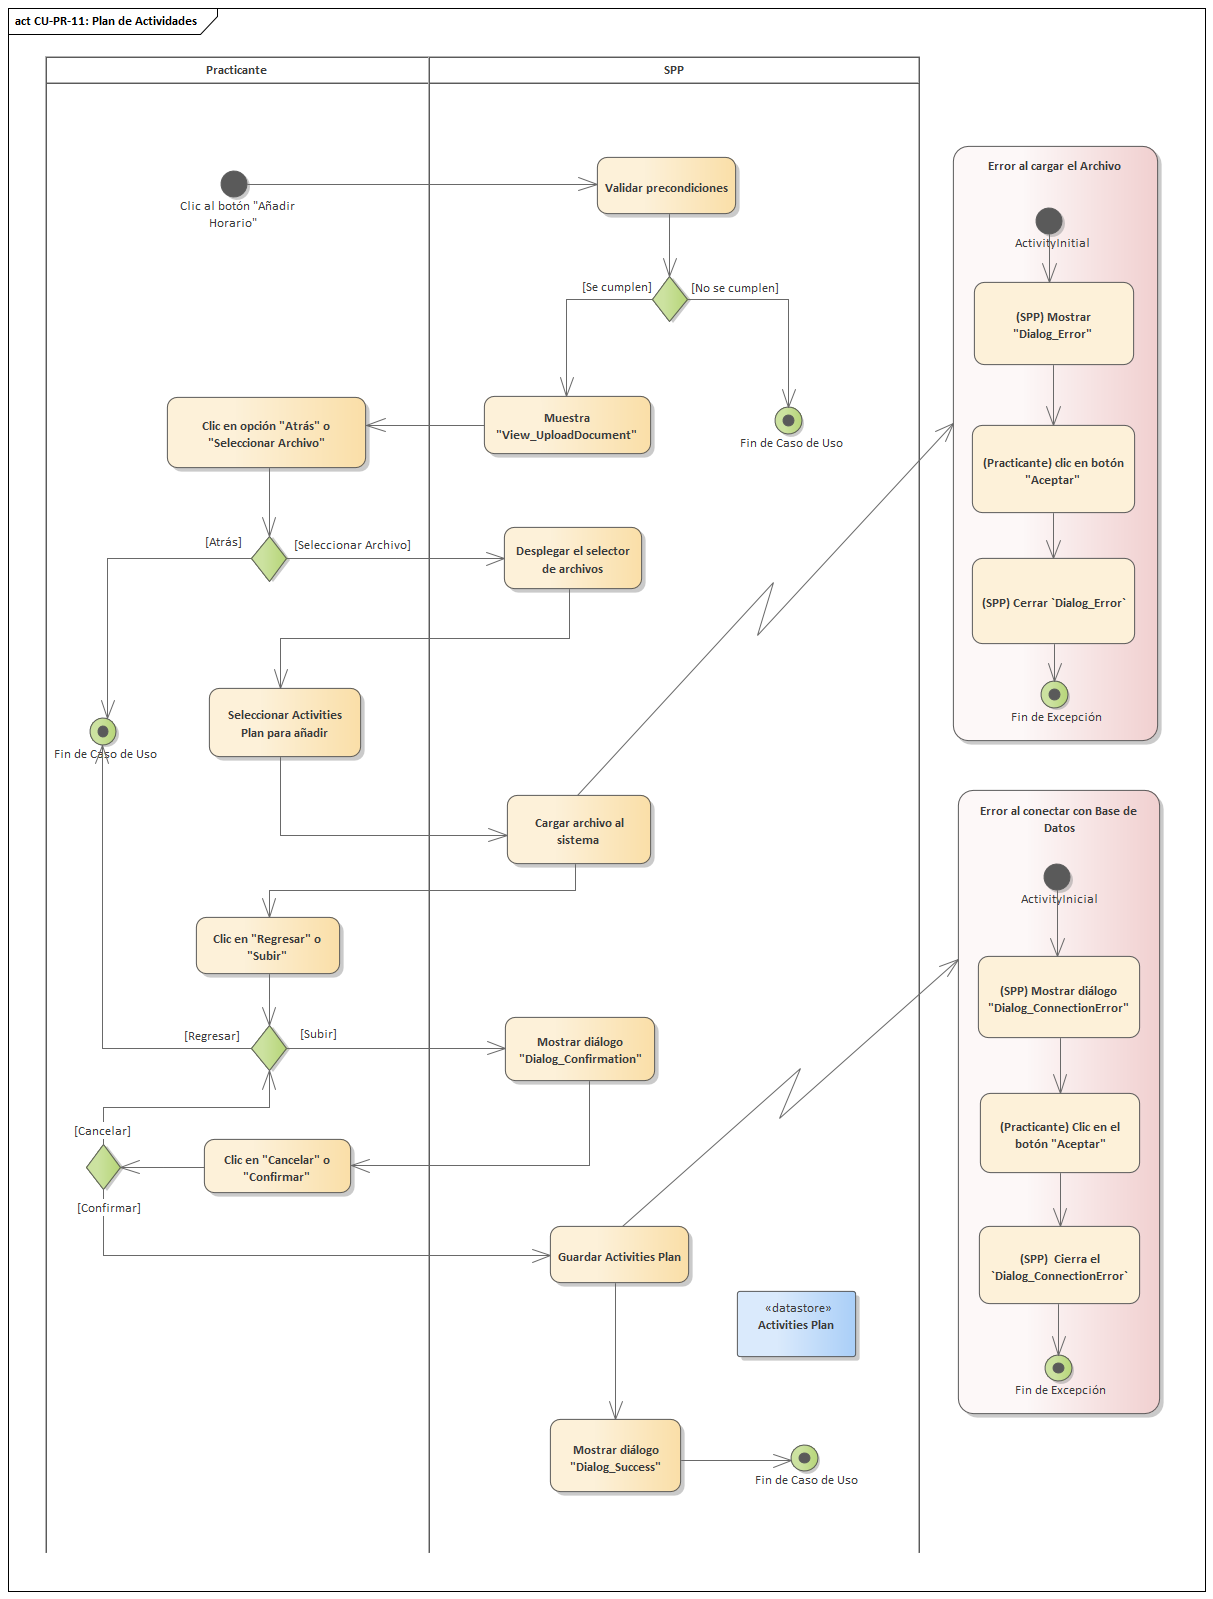 act CU-PR-11: Plan de Actividades
Practicante
SPP
Clic al botón "Añadir
Horario"
Validar precondiciones
[Se cumplen]
[No se cumplen]
Muestra
"View_UploadDocument"
Fin de Caso de Uso
Clic en opción "Atrás" o
"Seleccionar Archivo"
[Atrás]
[Seleccionar Archivo]
Desplegar el selector
de archivos
Seleccionar Activities
Plan para añadir
Fin de Caso de Uso
Cargar archivo al
sistema
Clic en "Regresar" o
"Subir"
[Regresar]
[Subir]
Mostrar diálogo
"Dialog_Confirmation"
[Cancelar]
Clic en "Cancelar" o
"Confirmar"
[Confirmar]
Guardar Activities Plan
«datastore»
Activities Plan
Mostrar diálogo
"Dialog_Success"
Fin de Caso de Uso
Error al cargar el Archivo
ActivityInitial
(SPP) Mostrar
"Dialog_Error"
(Practicante) clic en botón
"Aceptar"
(SPP) Cerrar `Dialog_Error`
Fin de Excepción
Error al conectar con Base de
Datos
ActivityInicial
(SPP) Mostrar diálogo
"Dialog_ConnectionError"
(Practicante) Clic en el
botón "Aceptar"
(SPP)  Cierra el
`Dialog_ConnectionError`
Fin de Excepción